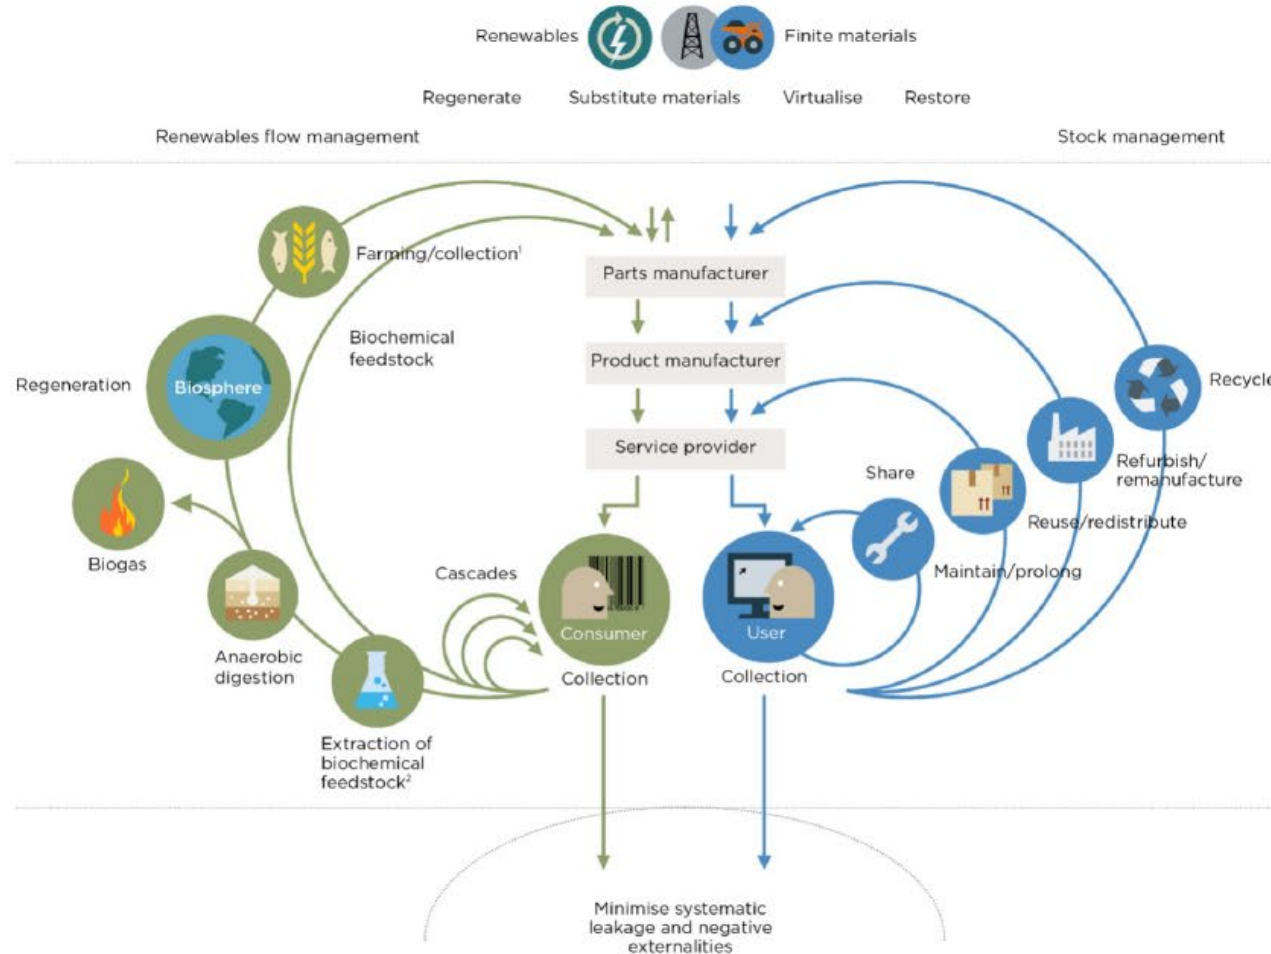 Renewables
Finite materials
Regenerate
Substitute materials
Virtualise
Restore
Renewables flow management
Stock management
Farming/collection¹
Parts manufacturer
Biochemical
feedstock
Product manufacturer
Regeneration
Biosphere
Recycle
Service provider
Share
Refurbish/
remanufacture
Reuse/redistribute
Biogas
Cascades
Maintain/prolong
Consumer
User
Anaerobic
digestion
Collection
Collection
Extraction of
biochemical
feedstock²
Minimise systematic
leakage and negative
externalities